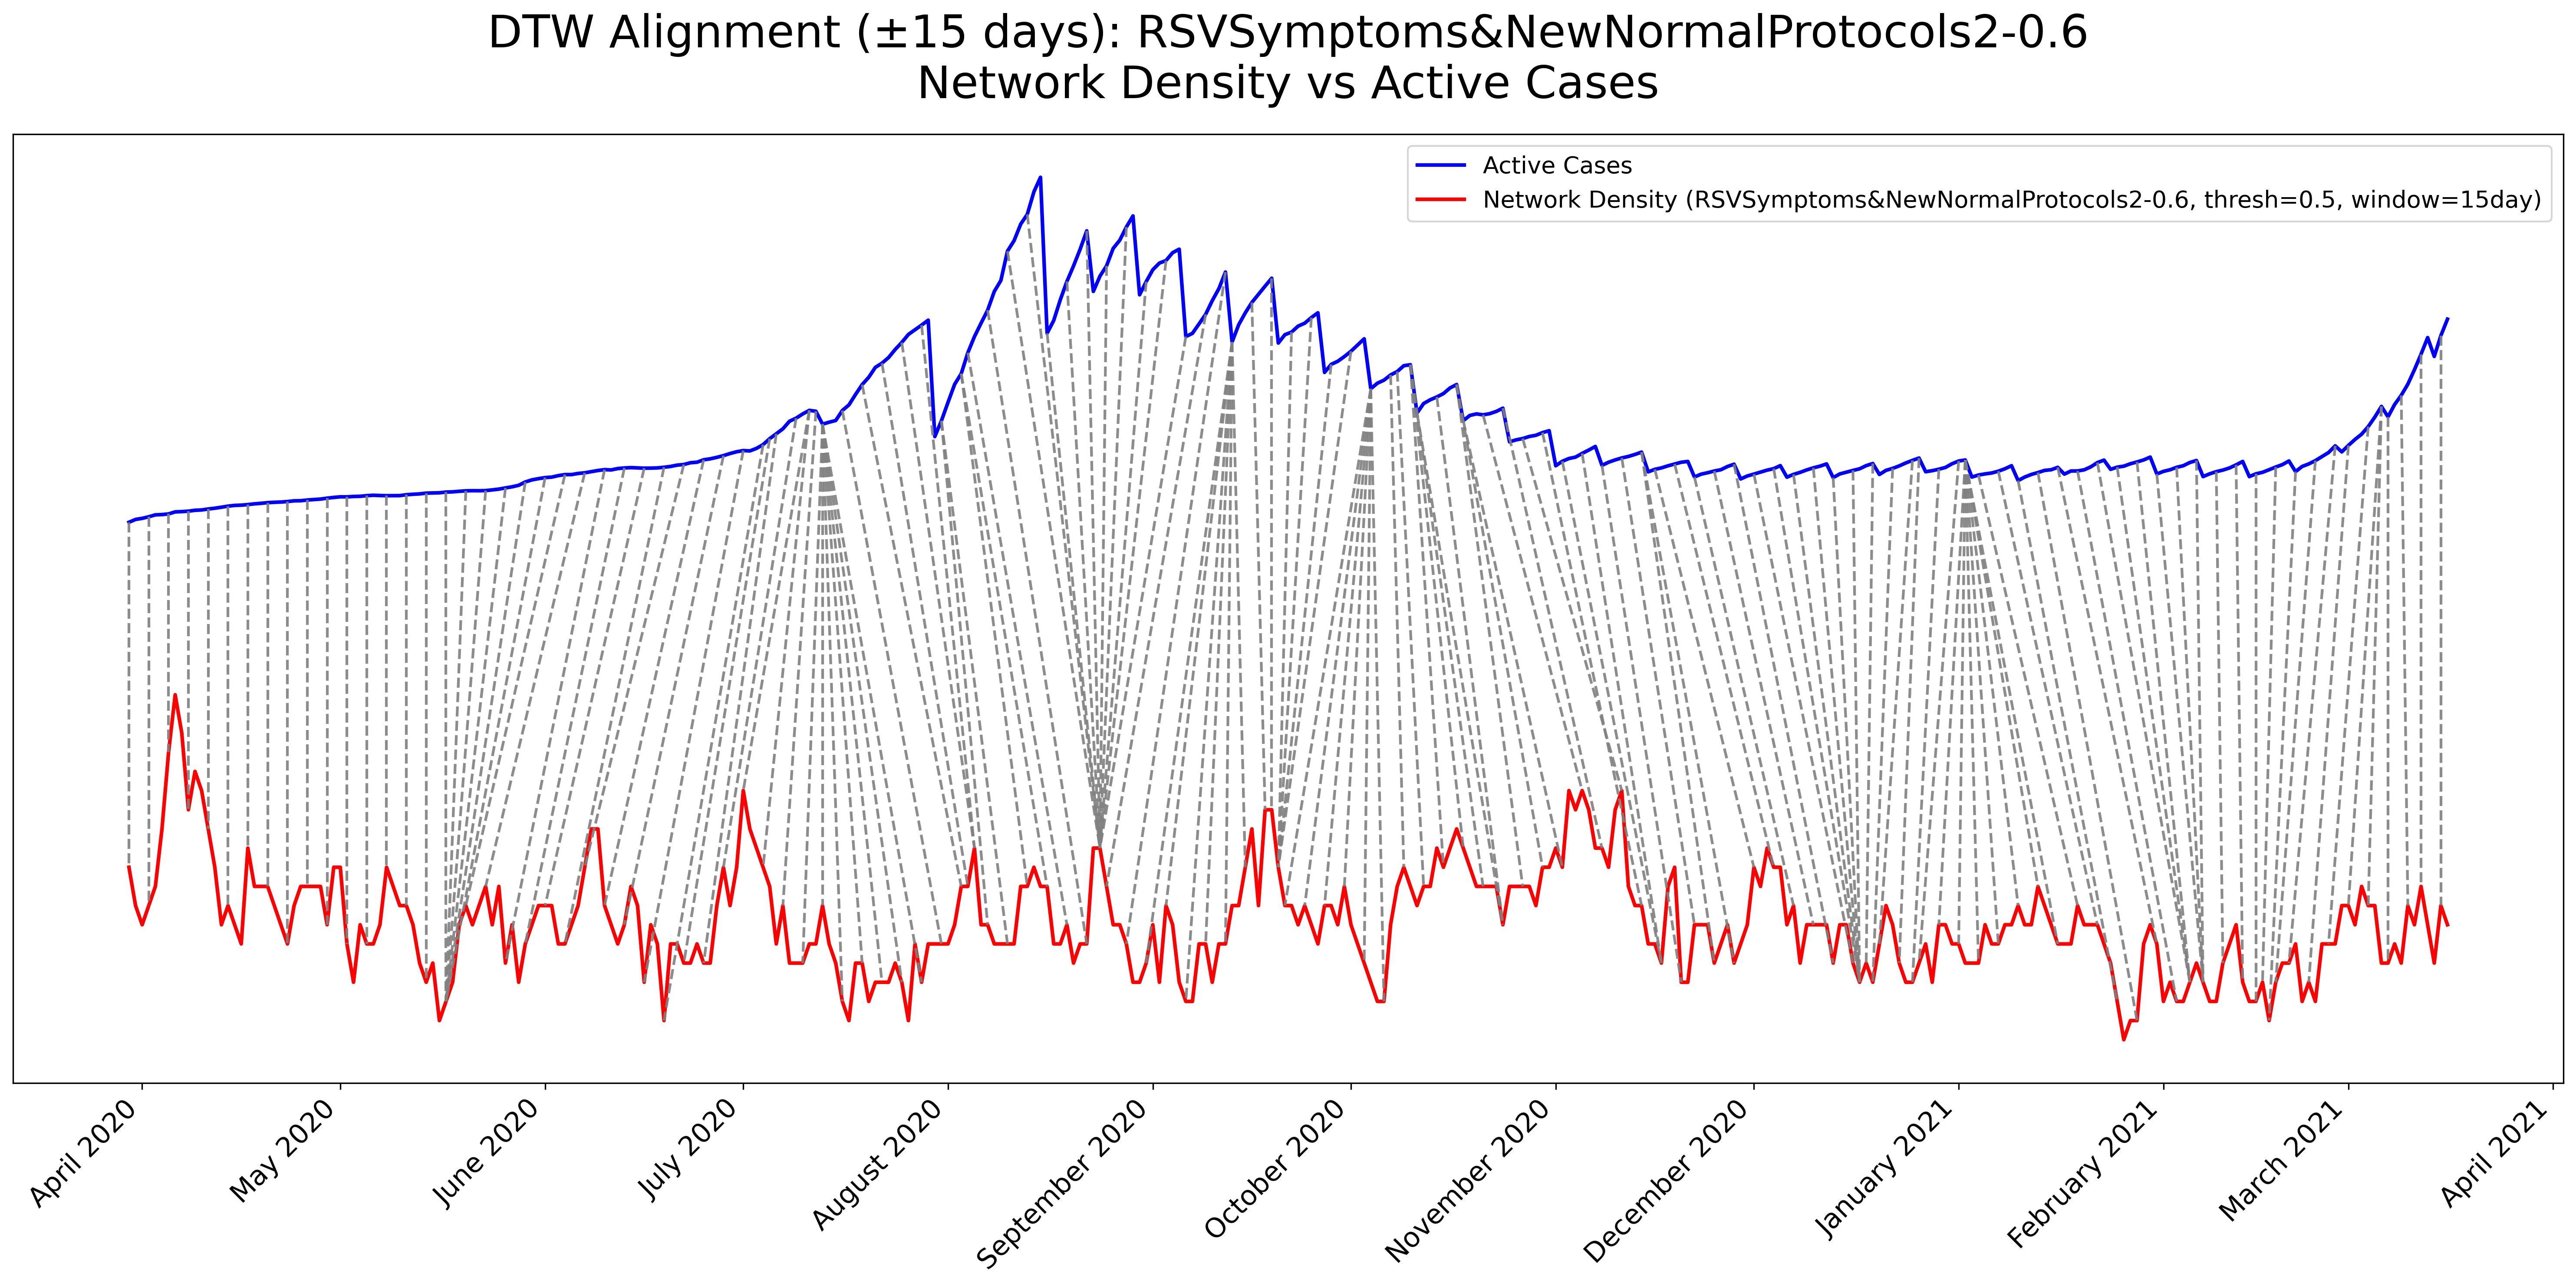 DTW Alignment (±15 days): RSVSymptoms&NewNormalProtocols2-0.6
Network Density vs Active Cases
Active Cases
Network Density (RSVSymptoms&NewNormalProtocols2-0.6, thresh=0.5, window=15day)
April 2020
May 2020
June 2020
July 2020
August 2020
September 2020
October 2020
November 2020
December 2020
January 2021
February 2021
March 2021
April 2021